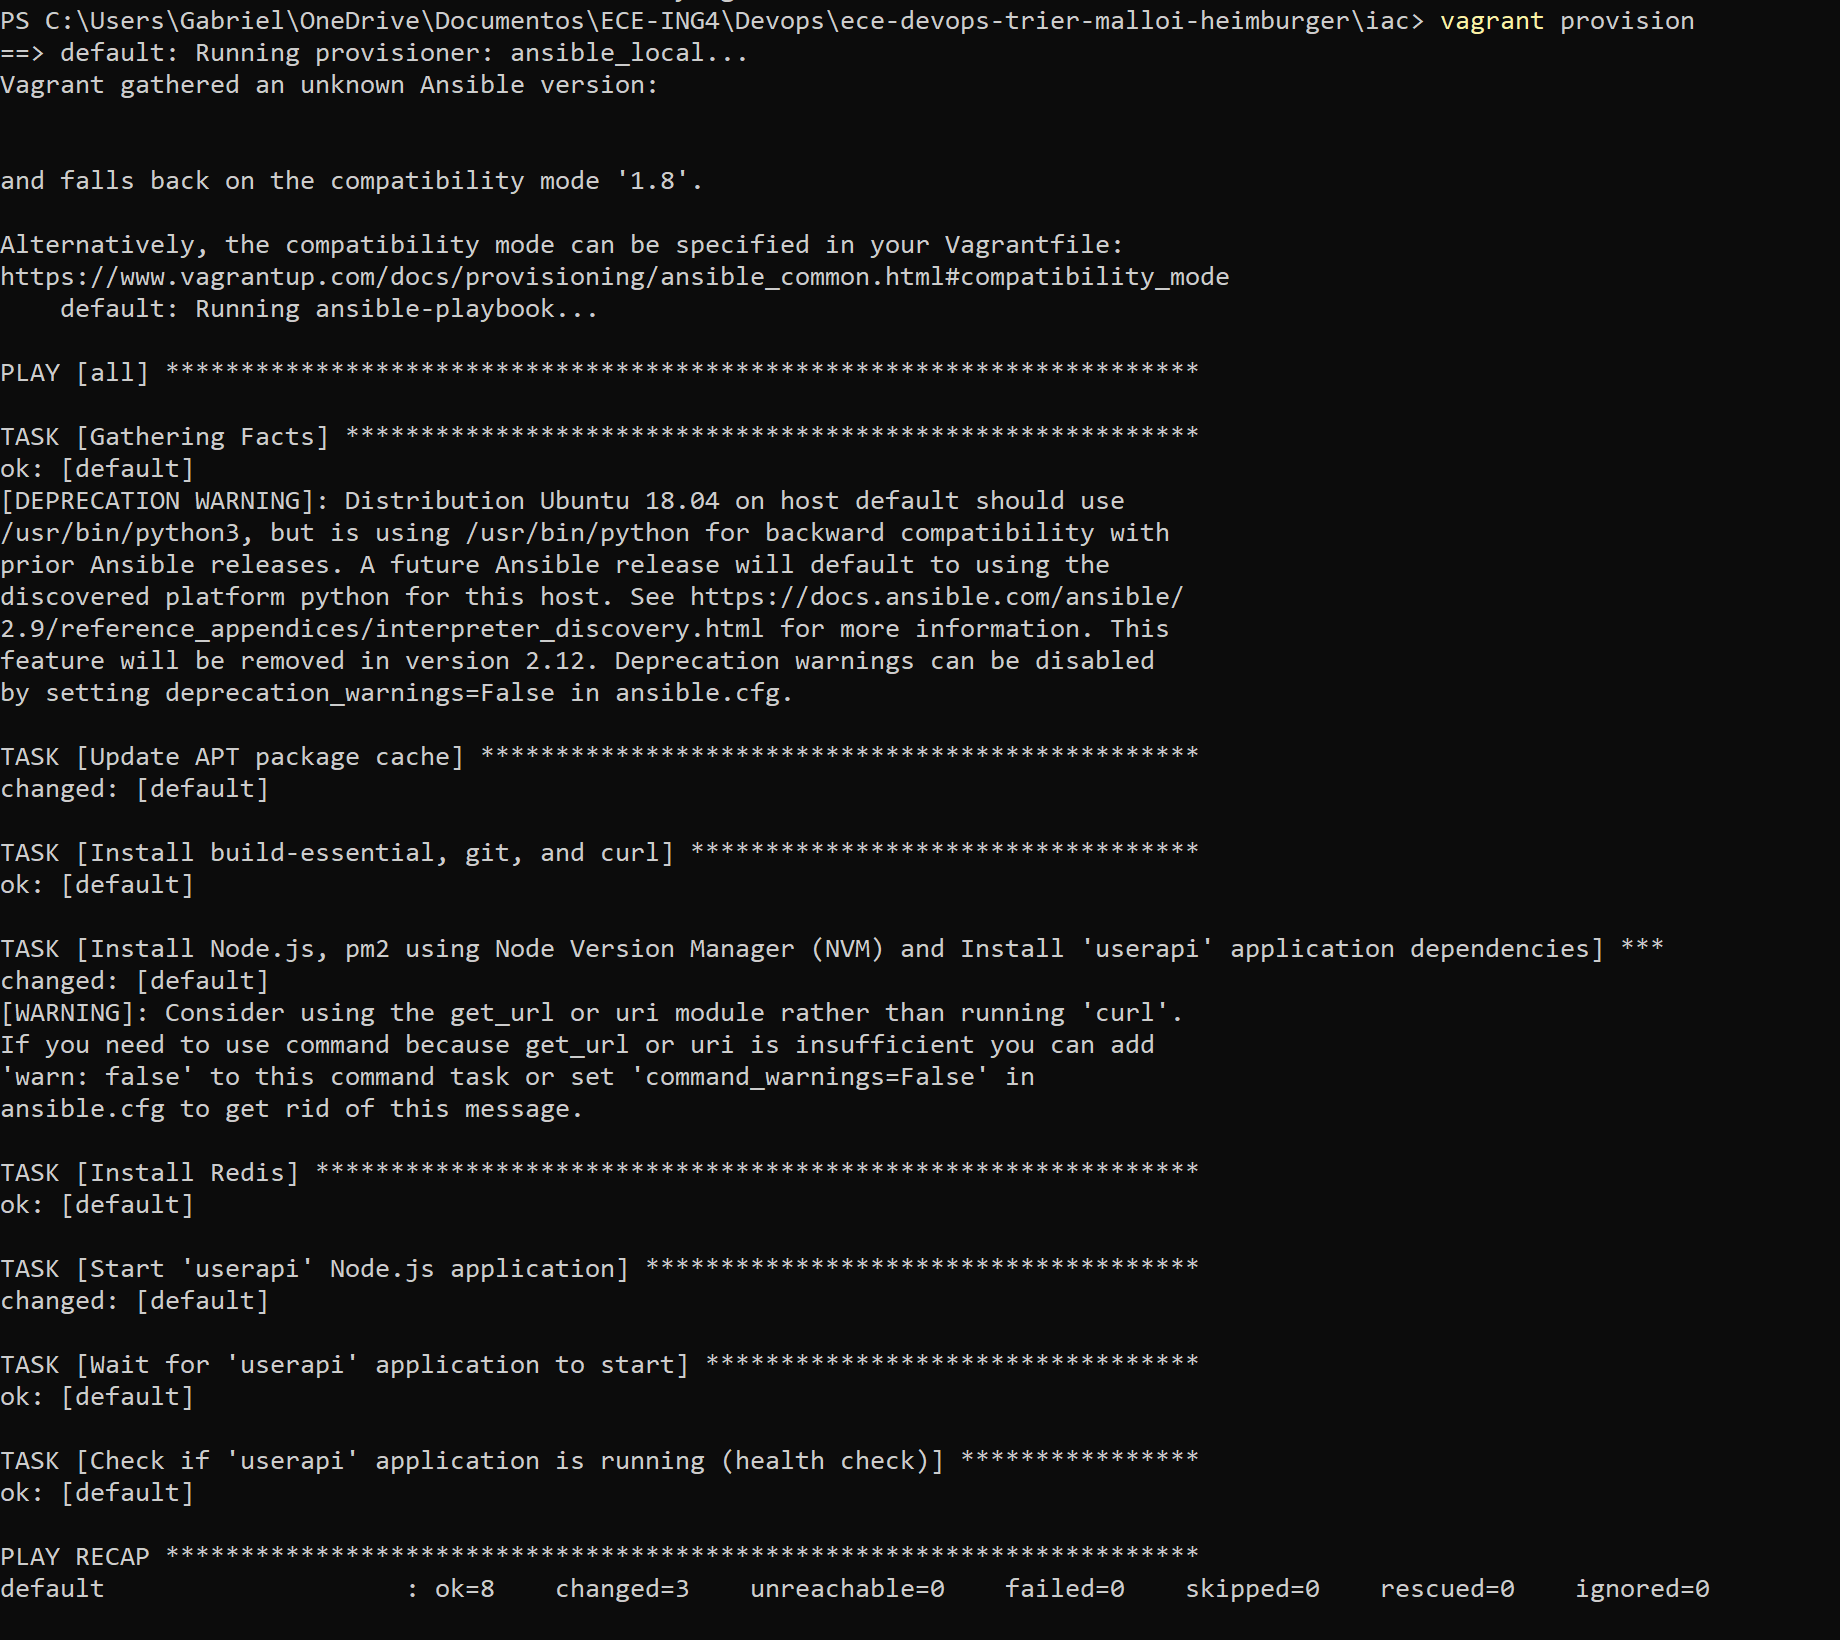 PS C:\Users\Gabriel\OneDrive\Documentos\ECE-ING4\Devops\ece-devops-trier-malloi-heimburger\iac> vagrant provision
==> default: Running provisioner: ansible_local...
Vagrant gathered an unknown Ansible version:
and falls back on the compatibility mode '1.8'.
Alternatively, the compatibility mode can be specified in your Vagrantfile:
https://www.vagrantup.com/docs/provisioning/ansible_common.html#compatibility_mode
    default: Running ansible-playbook...
PLAY [all] *********************************************************************
TASK [Gathering Facts] *********************************************************
ok: [default]
[DEPRECATION WARNING]: Distribution Ubuntu 18.04 on host default should use
/usr/bin/python3, but is using /usr/bin/python for backward compatibility with
prior Ansible releases. A future Ansible release will default to using the
discovered platform python for this host. See https://docs.ansible.com/ansible/
2.9/reference_appendices/interpreter_discovery.html for more information. This
feature will be removed in version 2.12. Deprecation warnings can be disabled
by setting deprecation_warnings=False in ansible.cfg.
TASK [Update APT package cache] ************************************************
changed: [default]
TASK [Install build-essential, git, and curl] **********************************
ok: [default]
TASK [Install Node.js, pm2 using Node Version Manager (NVM) and Install 'userapi' application dependencies] ***
changed: [default]
[WARNING]: Consider using the get_url or uri module rather than running 'curl'.
If you need to use command because get_url or uri is insufficient you can add
'warn: false' to this command task or set 'command_warnings=False' in
ansible.cfg to get rid of this message.
TASK [Install Redis] ***********************************************************
ok: [default]
TASK [Start 'userapi' Node.js application] *************************************
changed: [default]
TASK [Wait for 'userapi' application to start] *********************************
ok: [default]
TASK [Check if 'userapi' application is running (health check)] ****************
ok: [default]
PLAY RECAP *********************************************************************
default                    : ok=8    changed=3    unreachable=0    failed=0    skipped=0    rescued=0    ignored=0